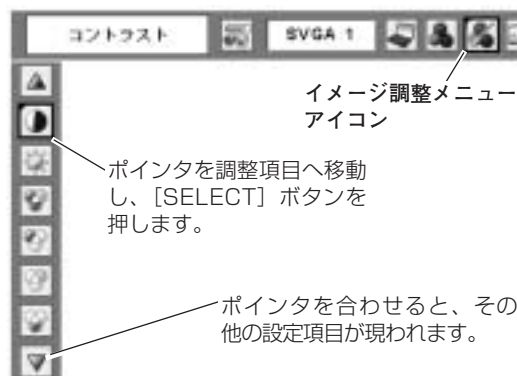 コントラスト
SVGA 1
イメージ調整メニュー
アイコン
ポインタを調整項目へ移動
し、［SELECT］ボタンを
押します。
ポインタを合わせると、その
他の設定項目が現われます。